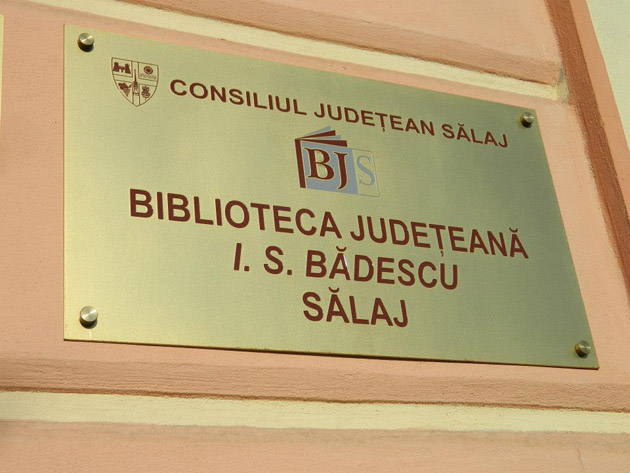 CONSILIUL JUDEȚEAN SĂLAJ
BJS
BIBLIOTECA JUDEȚEANĂ
I. S. BĂDESCU
SĂLAJ